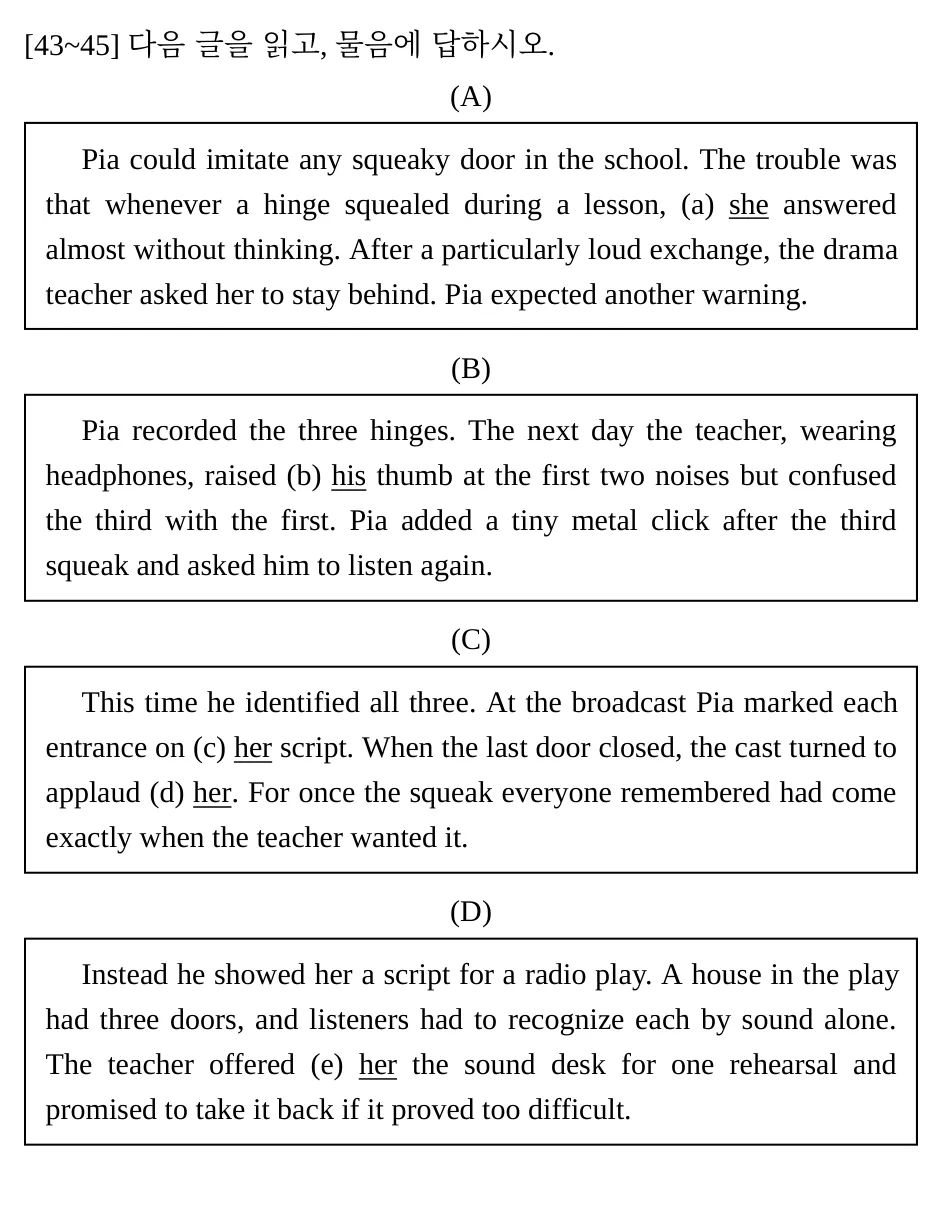 [43~45] 다음 글을 읽고, 물음에 답하시오.
(A)
Pia could imitate any squeaky door in the school. The trouble was
that whenever a hinge squealed during a lesson, (a) she answered
almost without thinking. After a particularly loud exchange, the drama
teacher asked her to stay behind. Pia expected another warning.
(B)
Pia recorded the three hinges. The next day the teacher, wearing
headphones, raised (b) his thumb at the first two noises but confused
the third with the first. Pia added a tiny metal click after the third
squeak and asked him to listen again.
(C)
This time he identified all three. At the broadcast Pia marked each
entrance on (c) her script. When the last door closed, the cast turned to
applaud (d) her. For once the squeak everyone remembered had come
exactly when the teacher wanted it.
(D)
Instead he showed her a script for a radio play. A house in the play
had three doors, and listeners had to recognize each by sound alone.
The teacher offered (e) her the sound desk for one rehearsal and
promised to take it back if it proved too difficult.